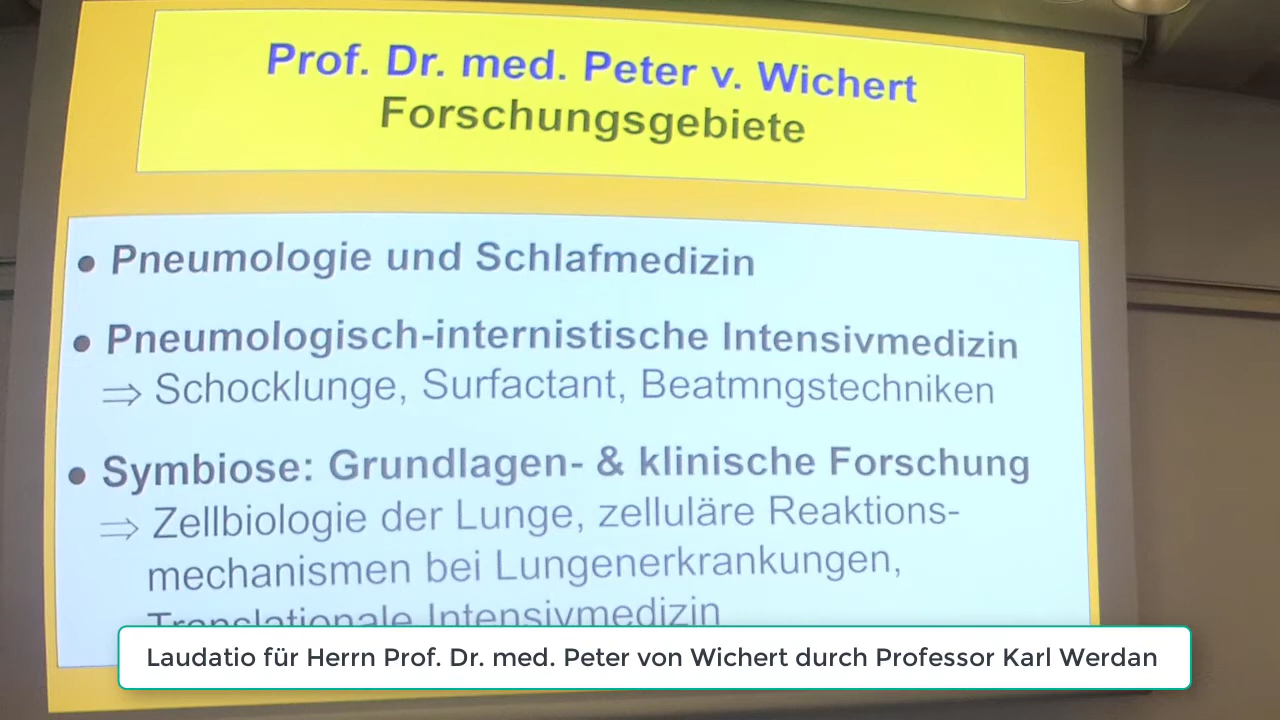 Prof. Dr. med. Peter v. Wichert
Forschungsgebiete
• Pneumologie und Schlafmedizin
• Pneumologisch-internistische Intensivmedizin
⇒ Schocklunge, Surfactant, Beatmngstechniken
• Symbiose: Grundlagen- & klinische Forschung
⇒ Zellbiologie der Lunge, zelluläre Reaktions-
mechanismen bei Lungenerkrankungen,
Translationale Intensivmedizin
Laudatio für Herrn Prof. Dr. med. Peter von Wichert durch Professor Karl Werdan